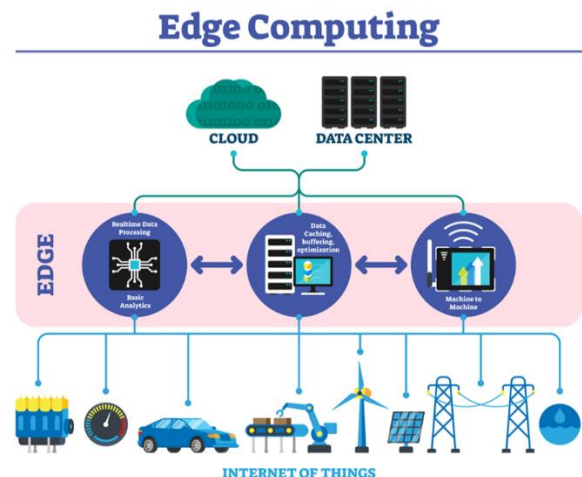 Edge Computing
CLOUD
DATA CENTER
EDGE
Realtime Data
Procesing
Basic
Analytics
Data
Caching,
buffering,
optimization
Machine to
Machine
INTERNET OF THINGS